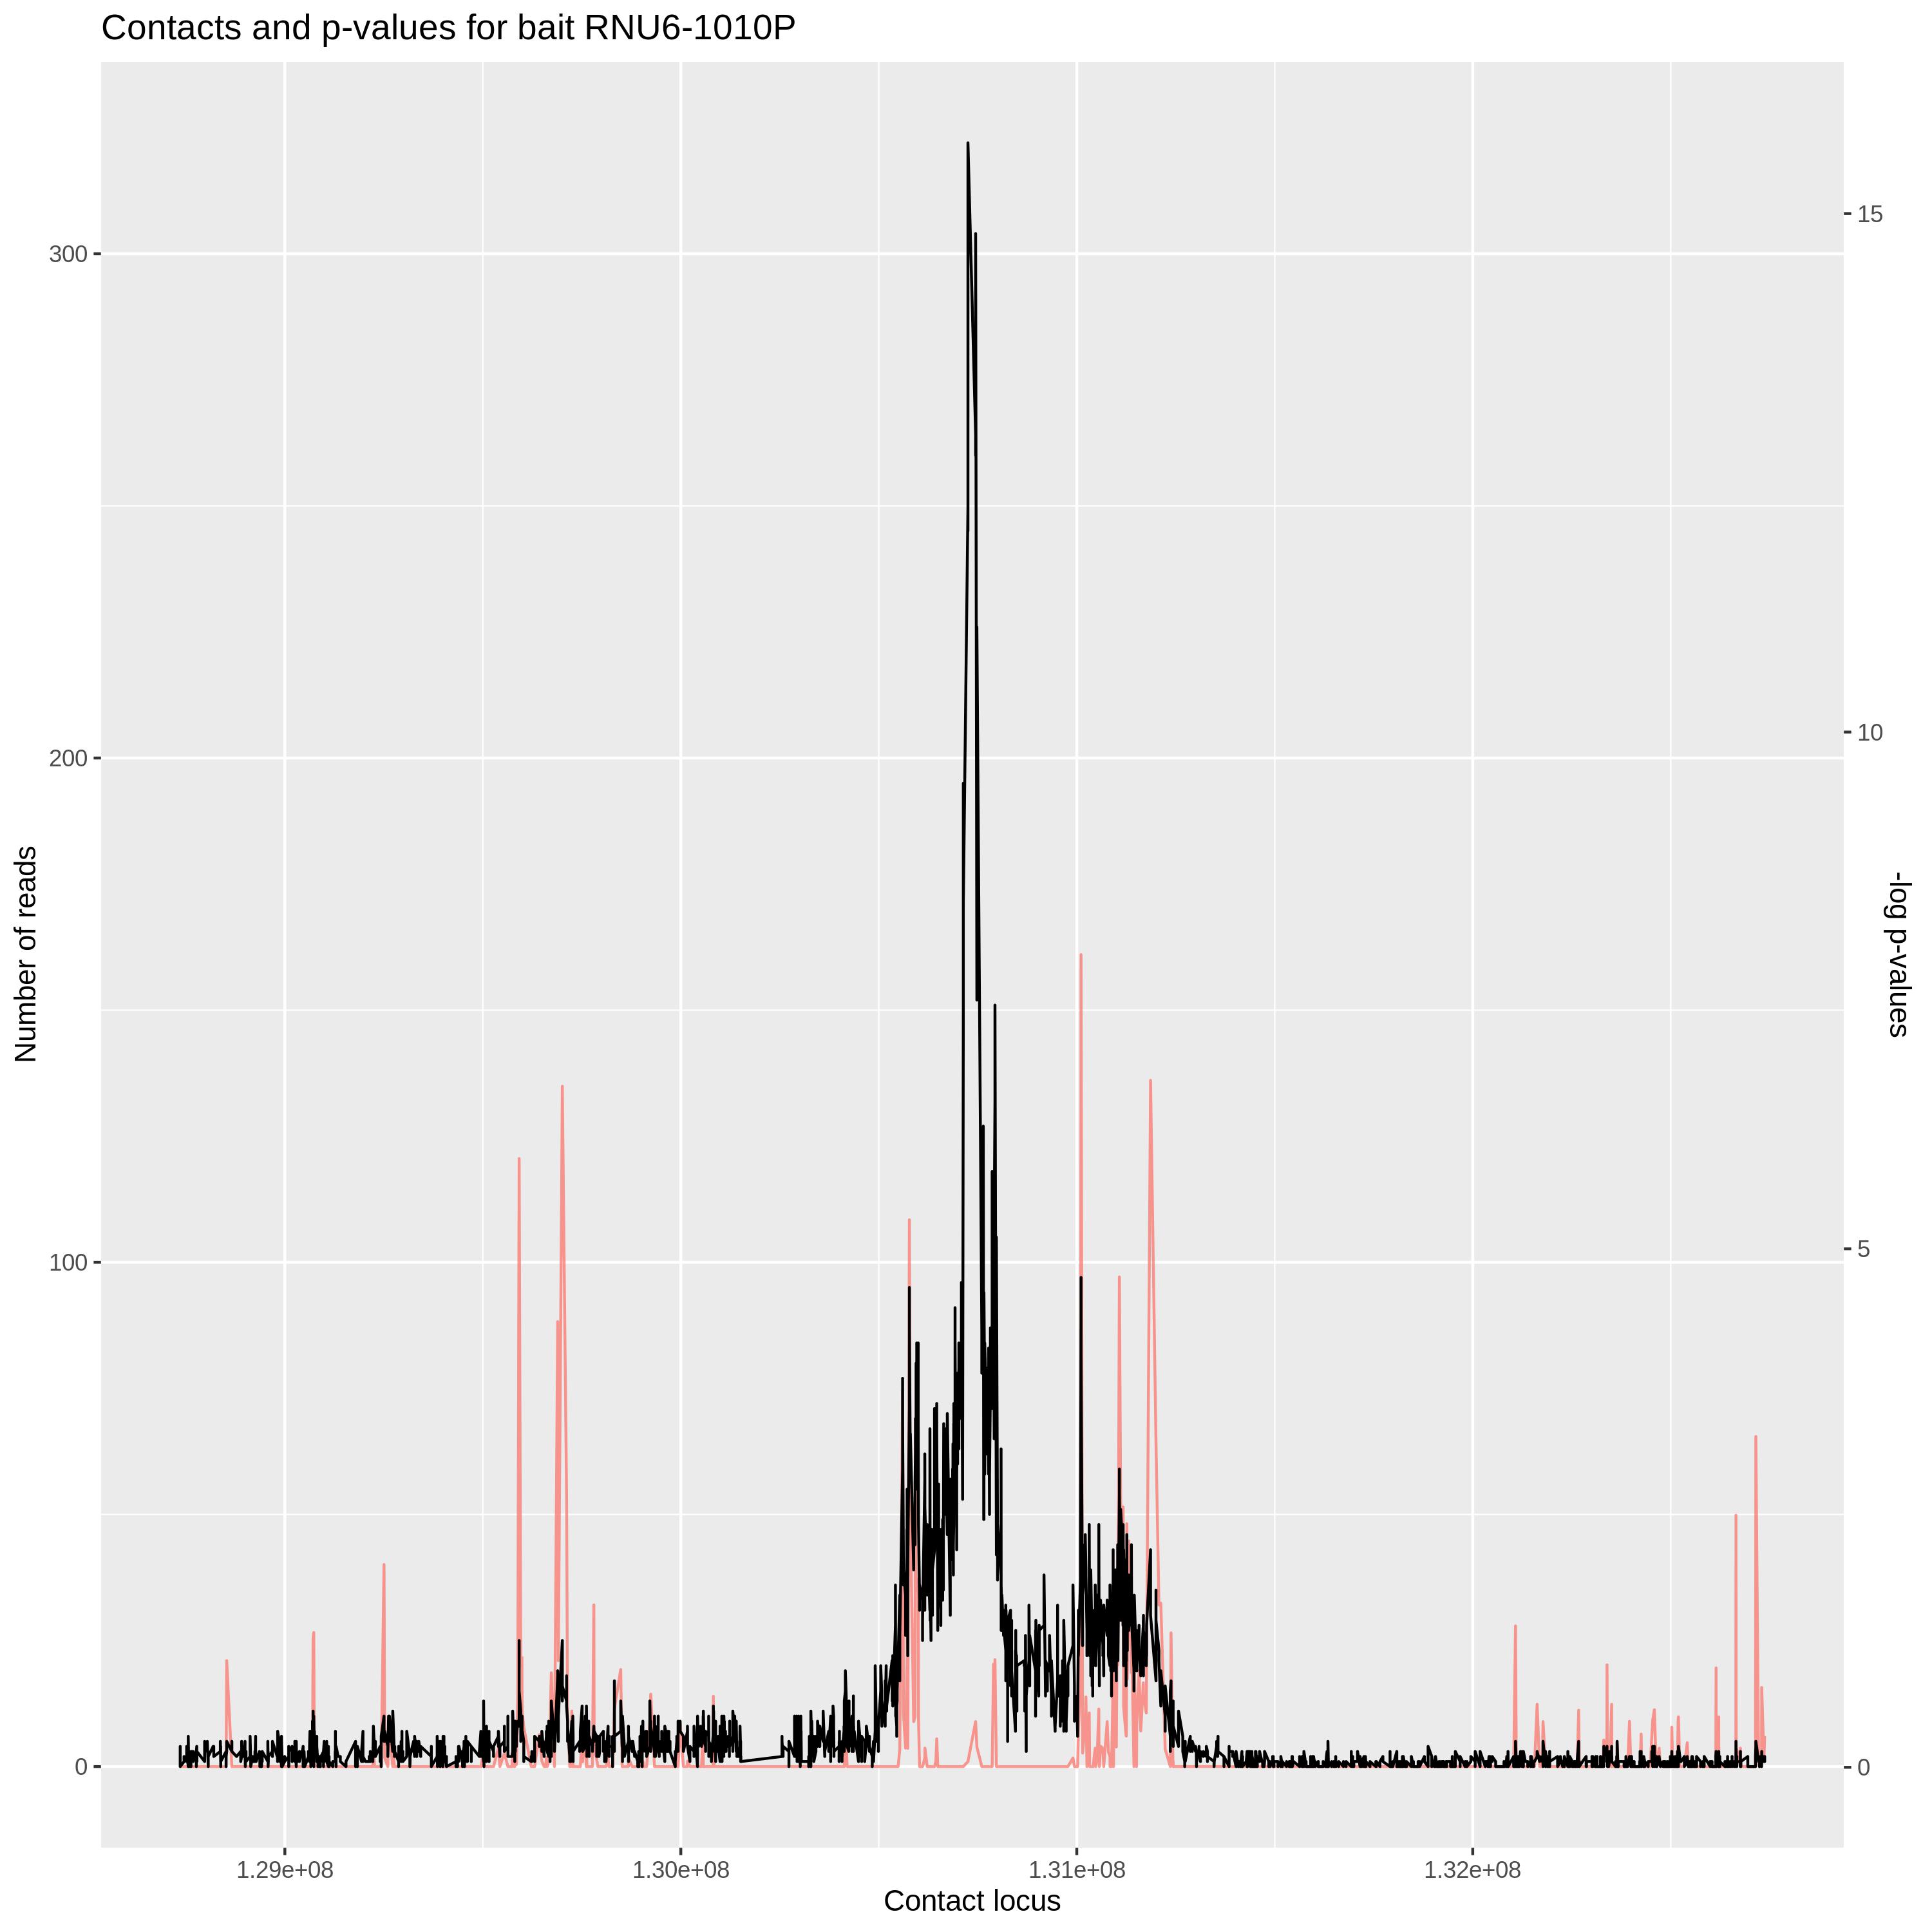 Contacts and p-values for bait RNU6-1010P
300
200
100
0
15
10
5
0
Number of reads
-log p-values
1.29e+08
1.30e+08
1.31e+08
1.32e+08
Contact locus